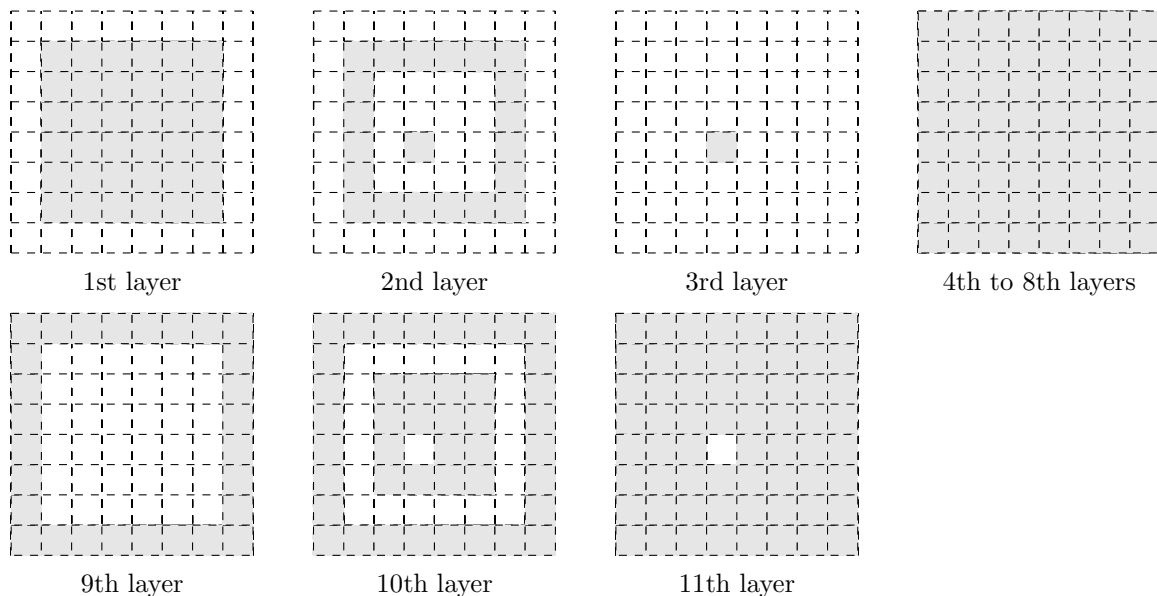 1st layer
2nd layer
3rd layer
4th to 8th layers
9th layer
10th layer
11th layer